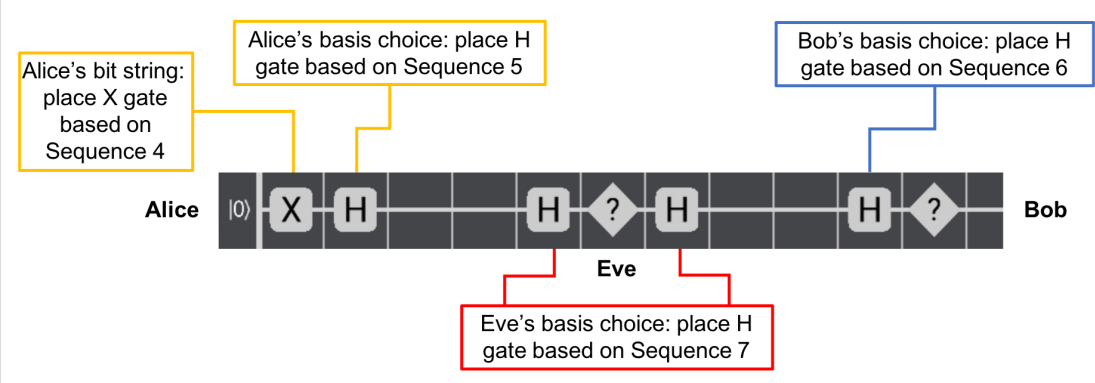 Alice’s bit string:
place X gate
based on
Sequence 4
Alice’s basis choice: place H
gate based on Sequence 5
Bob’s basis choice: place H
gate based on Sequence 6
Alice
|0⟩
X
H
H
?
H
H
?
Bob
Eve
Eve’s basis choice: place H
gate based on Sequence 7